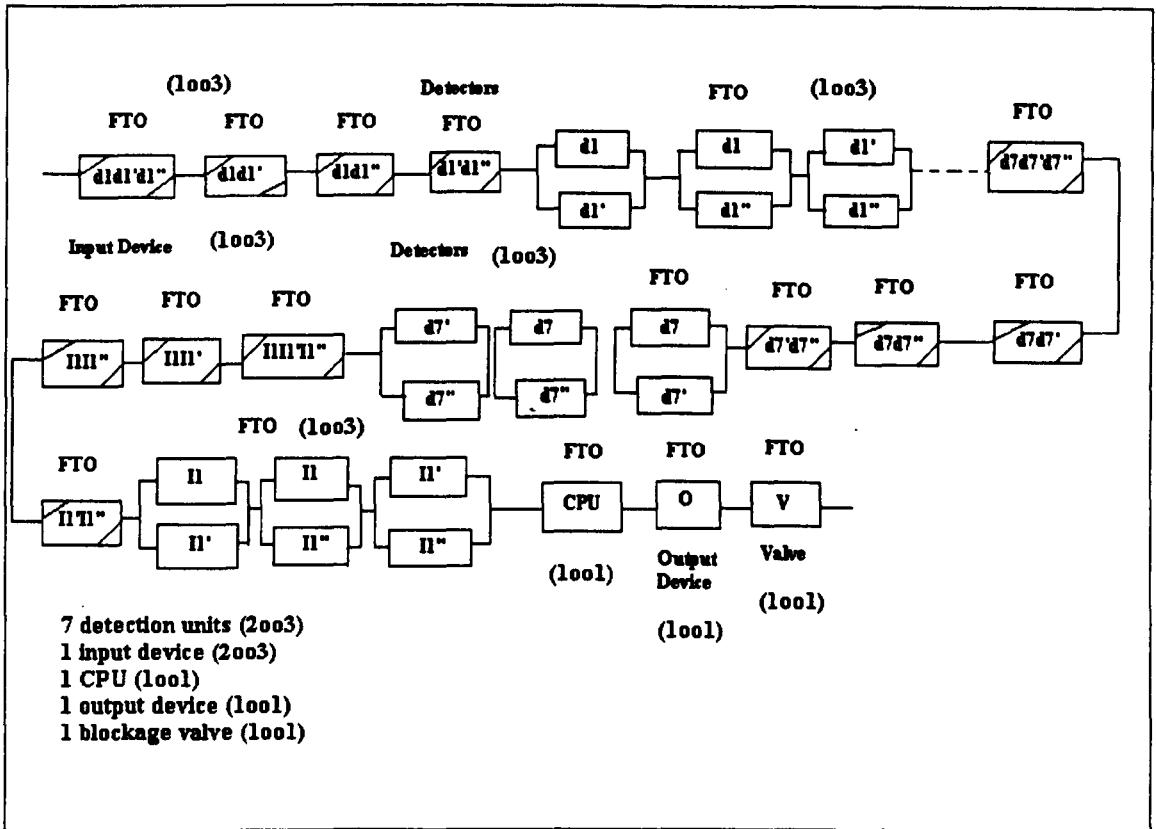 (1oo3) Detectors FTO (1oo3)
FTO FTO FTO FTO FTO
d1d1'd1" d1d1' d1d1" d1'd1" d1 d1 d1' d7d7'd7"
d1' d1" d1"
Input Device (1oo3) Detectors (1oo3)
FTO FTO FTO FTO FTO FTO FTO
I1I1" I1I1' I1I1'I1" d7' d7 d7 d7'd7" d7d7" d7d7'
d7" d7" d7'
FTO (1oo3)
FTO FTO FTO FTO
I1'I1" I1 I1 I1' CPU O V
I1' I1" I1"
(1oo1) Output Device Valve
(1oo1) (1oo1)
7 detection units (2oo3)
1 input device (2oo3)
1 CPU (1oo1)
1 output device (1oo1)
1 blockage valve (1oo1)